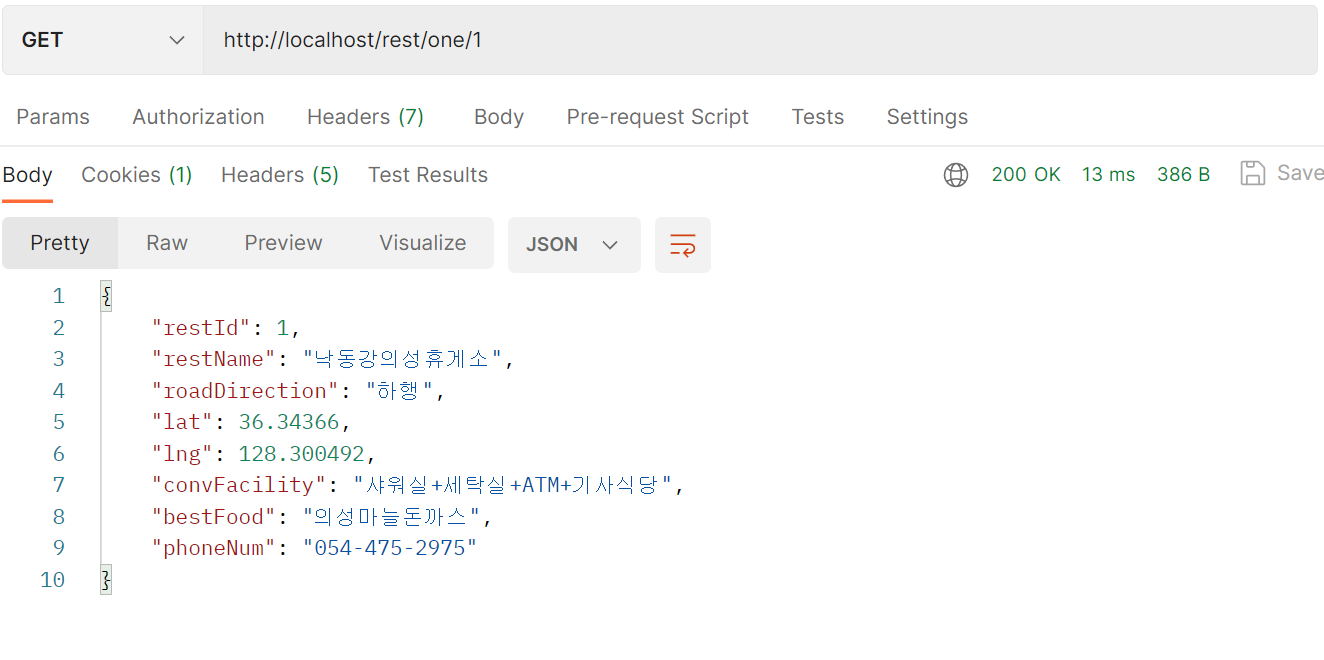 GET http://localhost/rest/one/1
Params Authorization Headers (7) Body Pre-request Script Tests Settings
Body Cookies (1) Headers (5) Test Results 200 OK 13 ms 386 B Save
Pretty Raw Preview Visualize JSON
1 {
2 "restId": 1,
3 "restName": "낙동강의성휴게소",
4 "roadDirection": "하행",
5 "lat": 36.34366,
6 "lng": 128.300492,
7 "convFacility": "샤워실+세탁실+ATM+기사식당",
8 "bestFood": "의성마늘돈까스",
9 "phoneNum": "054-475-2975"
10 }